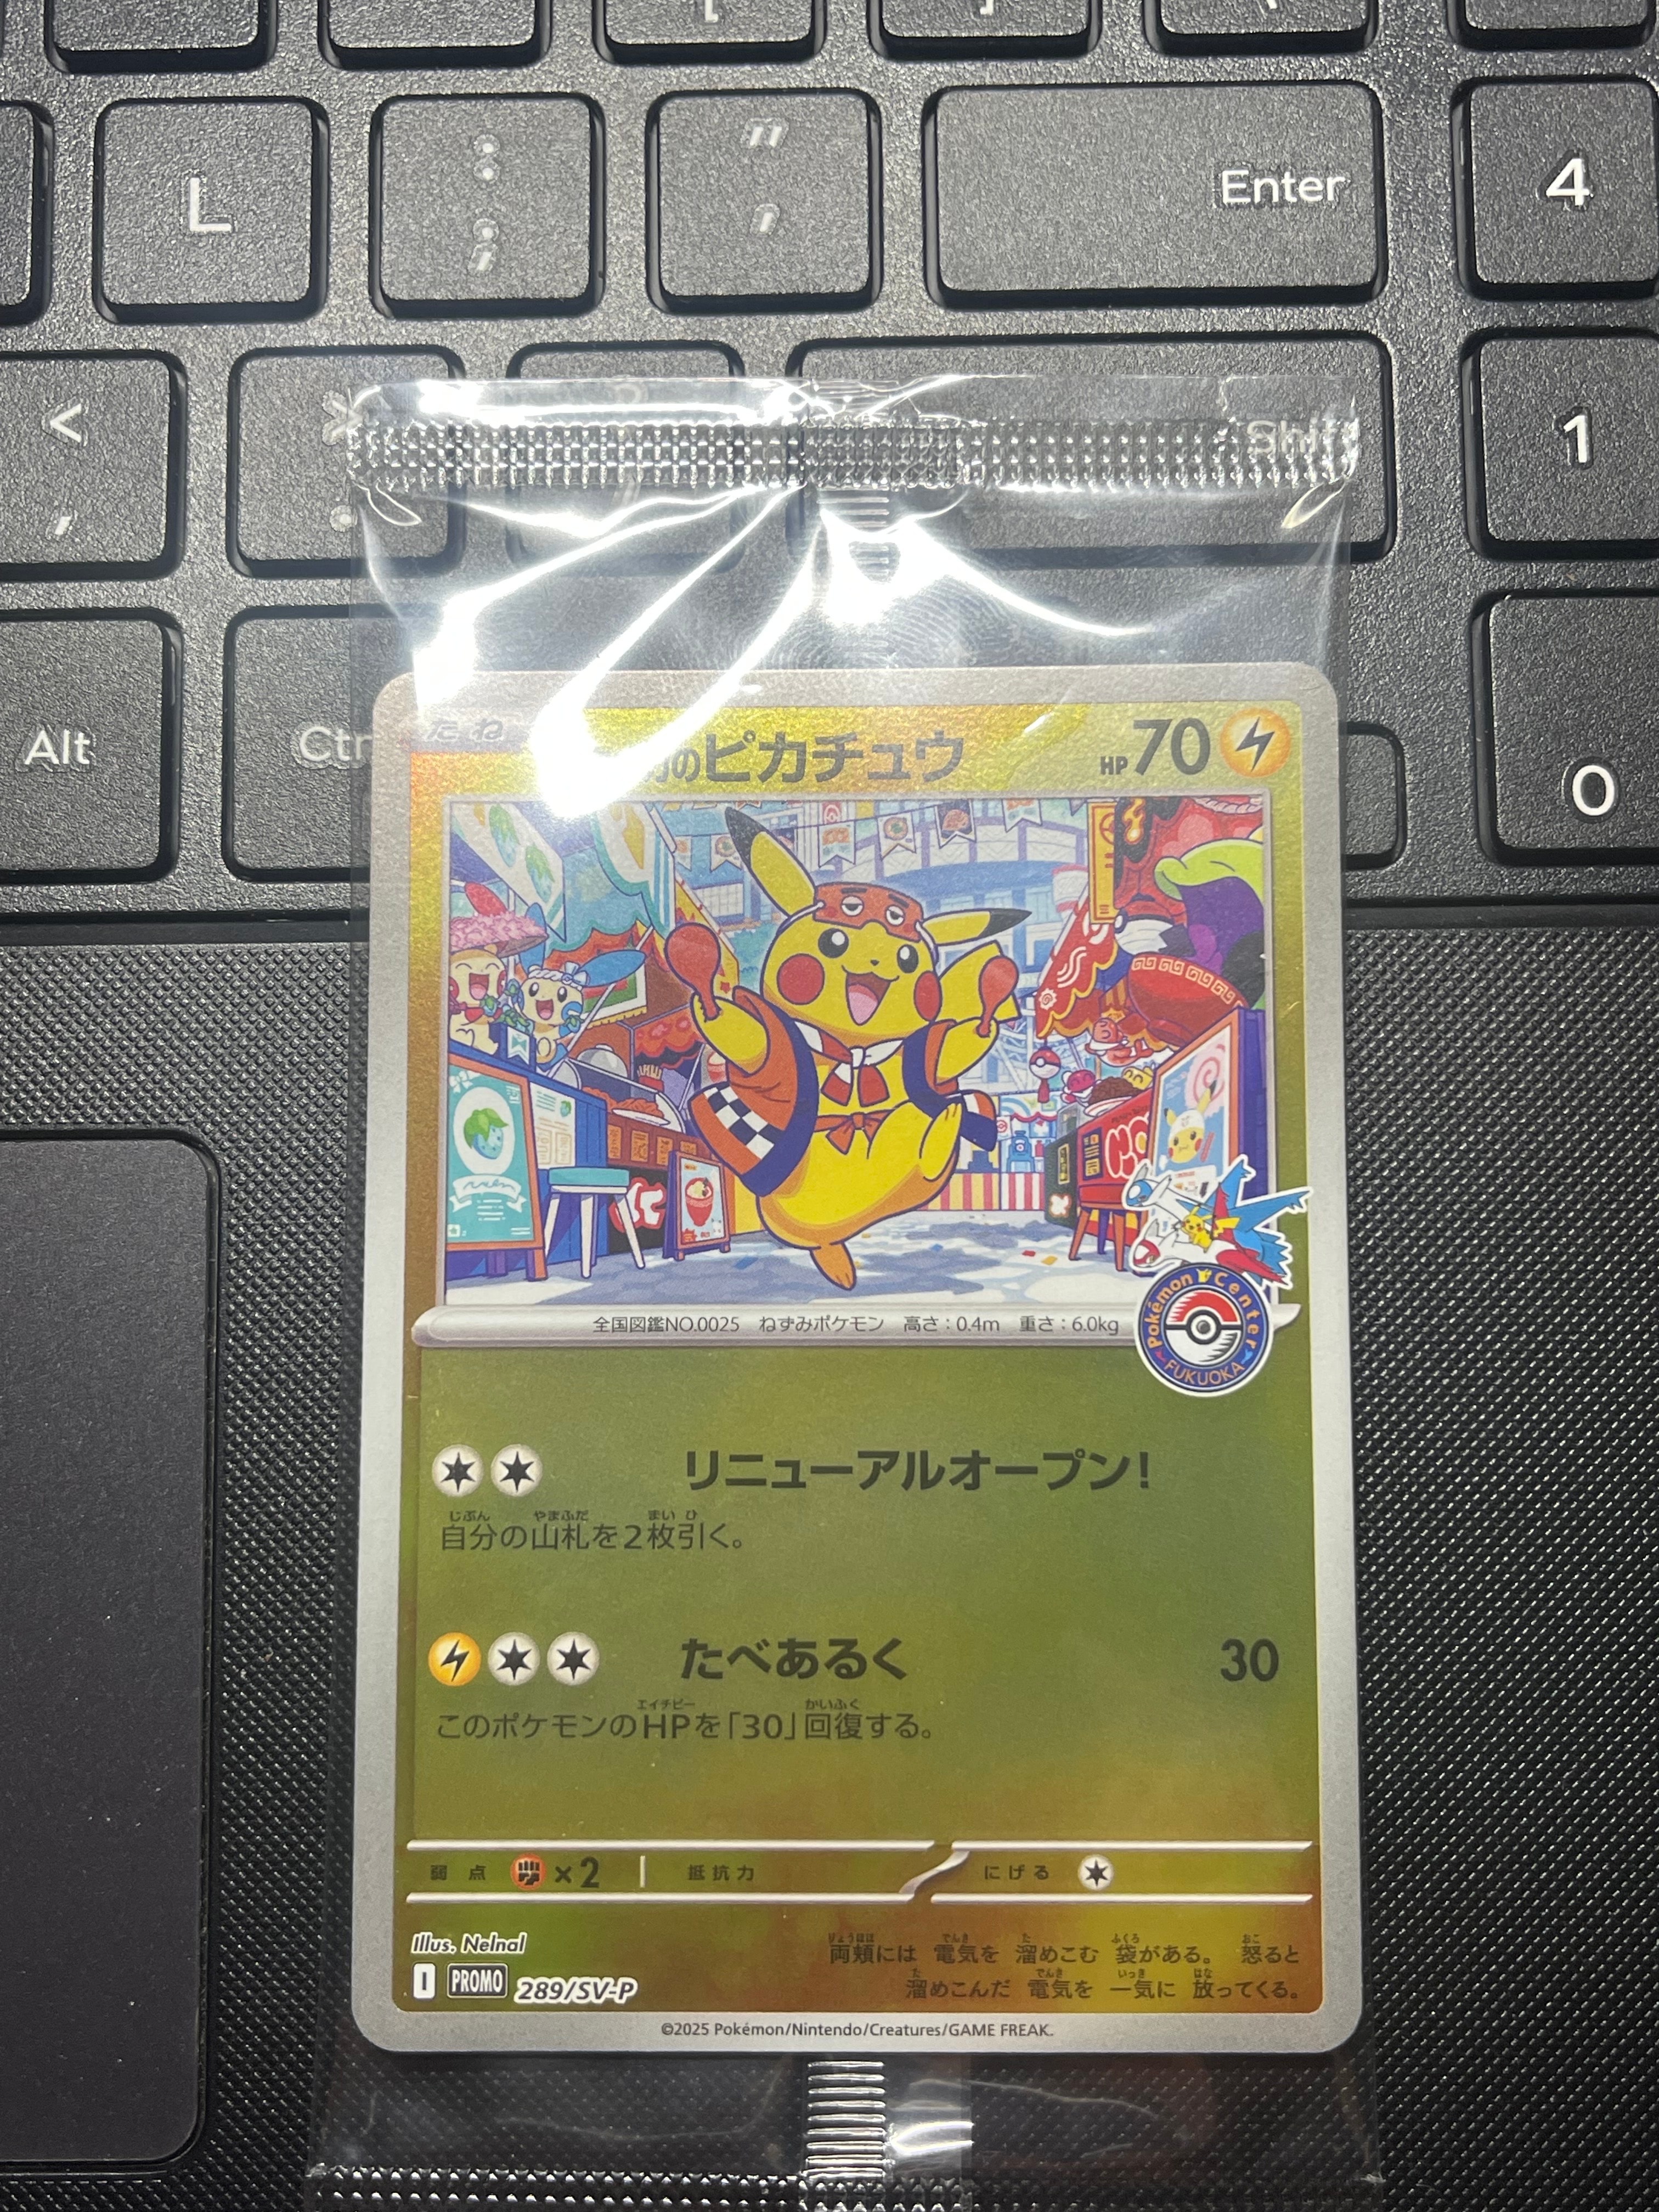 [ ] \
L : ; " ' Enter 4
< , > . ? Shift 1
Alt Ctr 0
たね
のピカチュウ HP70
全国図鑑NO.0025 ねずみポケモン 高さ:0.4m 重さ:6.0kg
Pokémon Center
FUKUOKA
リニューアルオープン!
じぶん やまふだ まい ひ
自分の山札を2枚引く。
たべあるく 30
エイチピー かいふく
このポケモンのHPを「30」回復する。
弱点 ×2 抵抗力 にげる
Illus. Nelnal
りょうほほ でんき た ふくろ おこ
両頬には 電気を 溜めこむ 袋がある。 怒ると
た でんき いっき はな
溜めこんだ 電気を 一気に 放ってくる。
I PROMO 289/SV-P
©2025 Pokémon/Nintendo/Creatures/GAME FREAK.